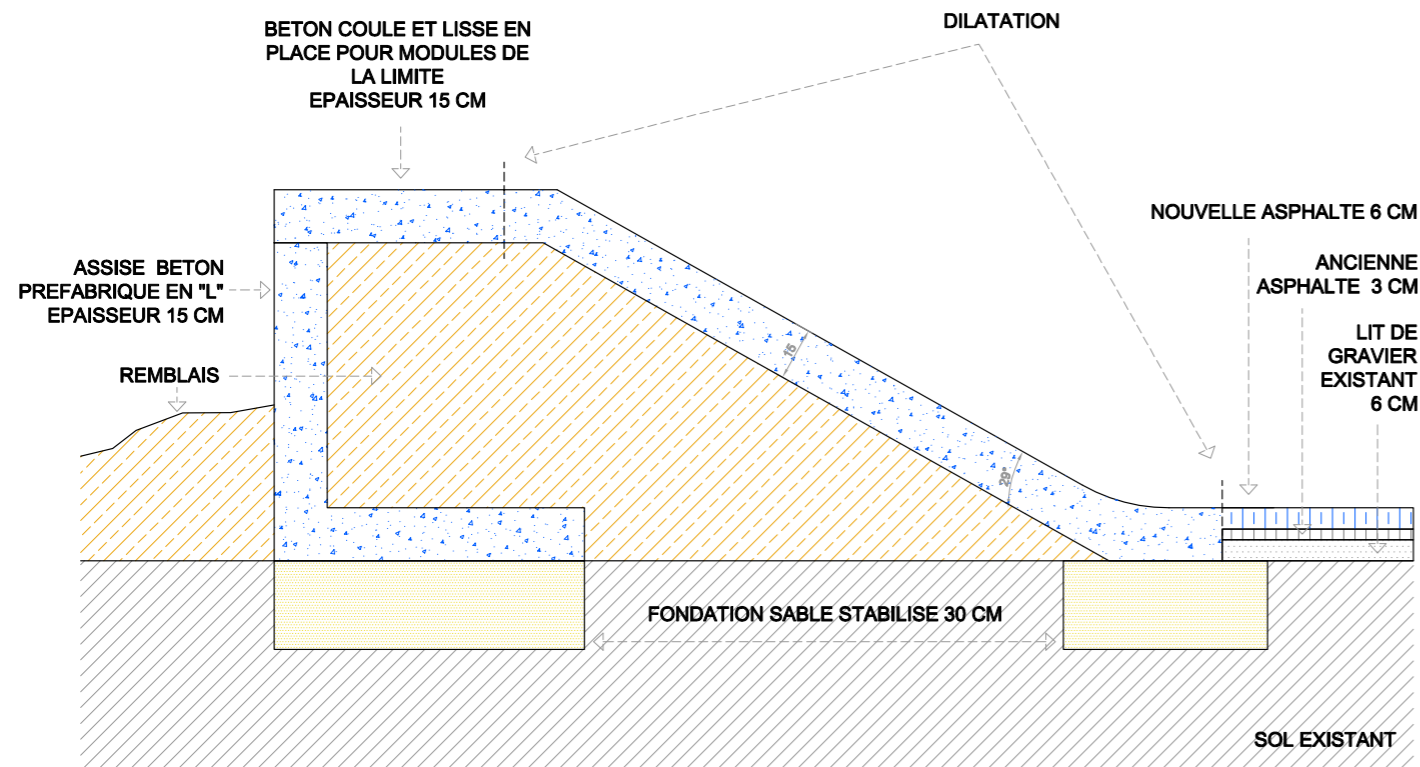 BETON COULE ET LISSE EN
PLACE POUR MODULES DE
LA LIMITE
EPAISSEUR 15 CM
DILATATION
NOUVELLE ASPHALTE 6 CM
ANCIENNE
ASPHALTE 3 CM
LIT DE
GRAVIER
EXISTANT
6 CM
ASSISE BETON
PREFABRIQUE EN "L"
EPAISSEUR 15 CM
REMBLAIS
15
29°
FONDATION SABLE STABILISE 30 CM
SOL EXISTANT